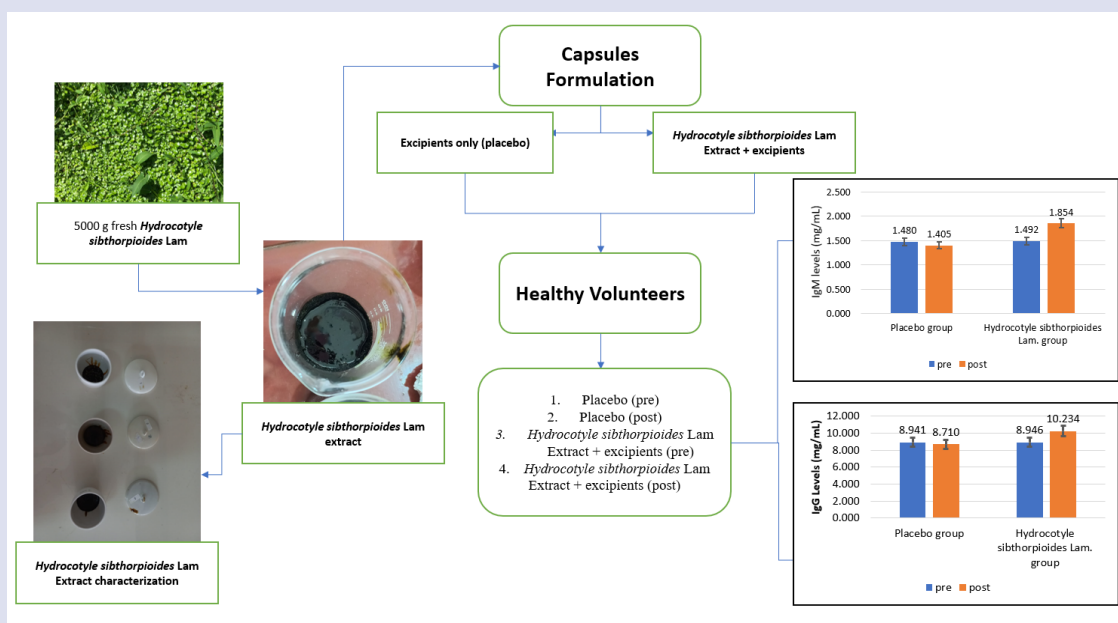 Capsules
Formulation
Excipients only (placebo)
Hydrocotyle sibthorpioides Lam
Extract + excipients
5000 g fresh Hydrocotyle
sibthorpioides Lam
Hydrocotyle sibthorpioides Lam
extract
Hydrocotyle sibthorpioides Lam
Extract characterization
Healthy Volunteers
1. Placebo (pre)
2. Placebo (post)
3. Hydrocotyle sibthorpioides Lam
Extract + excipients (pre)
4. Hydrocotyle sibthorpioides Lam
Extract + excipients (post)
IgM levels (mg/mL)
2.500
2.000
1.500
1.000
0.500
0.000
1.480
1.405
1.492
1.854
Placebo group
Hydrocotyle sibthorpioides
Lam. group
pre
post
IgG Levels (mg/mL)
12.000
10.000
8.000
6.000
4.000
2.000
0.000
8.941
8.710
8.946
10.234
Placebo group
Hydrocotyle
sibthorpioides Lam.
group
pre
post